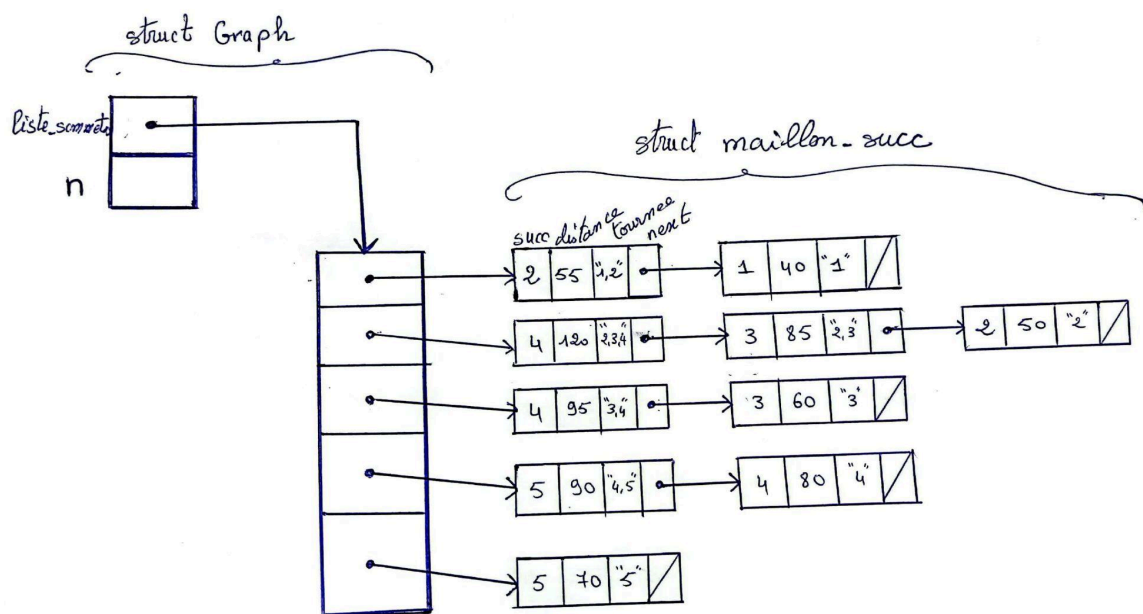 struct Graph
liste_sommets
n
struct maillon_succ
succ distance tournee next
2 55 "1,2" 1 40 "1"
4 120 "2,3,4" 3 85 "2,3" 2 50 "2"
4 95 "3,4" 3 60 "3"
5 90 "4,5" 4 80 "4"
5 70 "5"